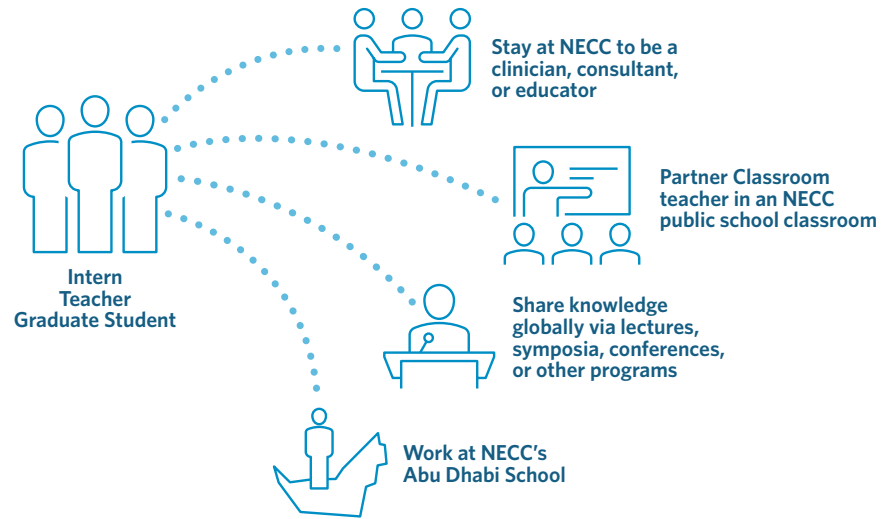 Stay at NECC to be a
clinician, consultant,
or educator
Partner Classroom
teacher in an NECC
public school classroom
Intern
Teacher
Graduate Student
Share knowledge
globally via lectures,
symposia, conferences,
or other programs
Work at NECC's
Abu Dhabi School